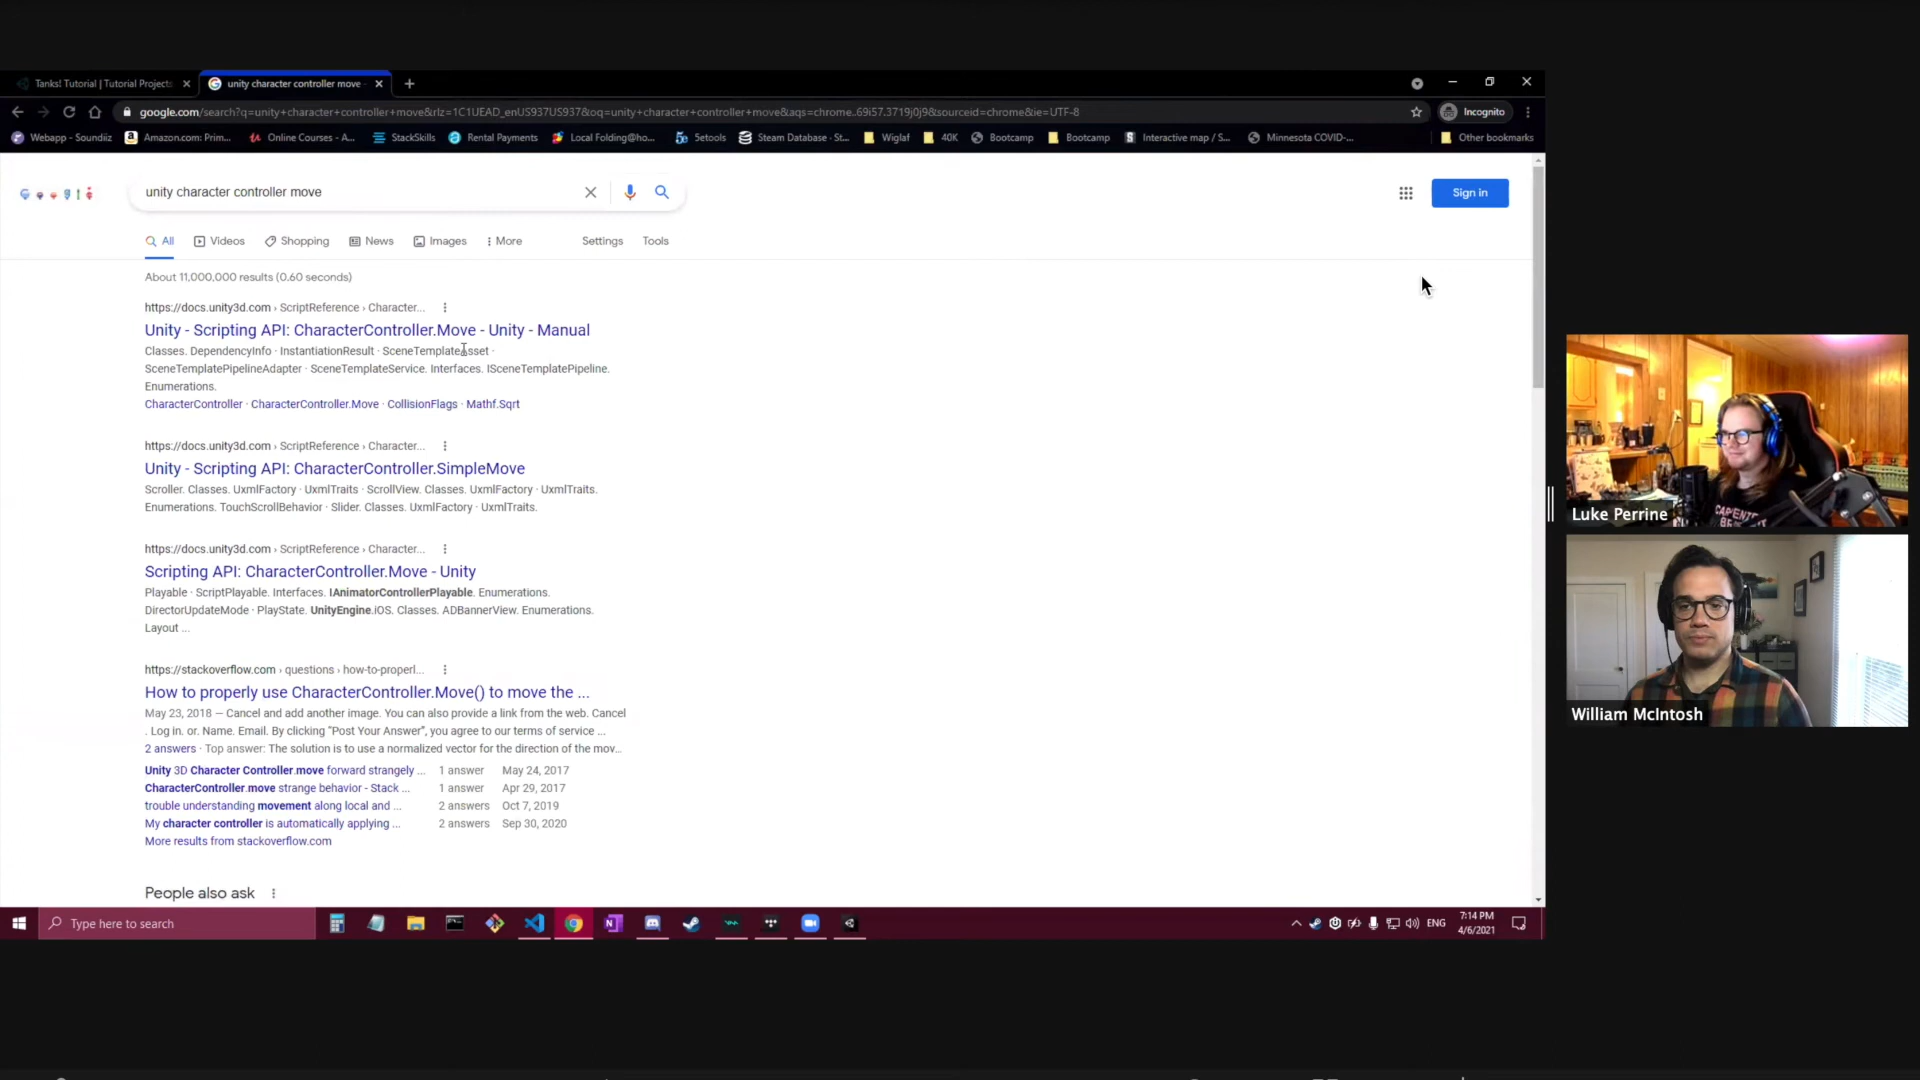 Tanks! Tutorial | Tutorial Projects
unity character controller move
google.com/search?q=unity+character+controller+move&rlz=1C1UEAD_enUS937US937&oq=unity+character+controller+move&aqs=chrome..69i57.3719j0j9&sourceid=chrome&ie=UTF-8
Incognito
Webapp - Soundiiz
Amazon.com: Prim...
Online Courses - A...
StackSkills
Rental Payments
Local Folding@ho...
5etools
Steam Database - St...
Wiglaf
40K
Bootcamp
Bootcamp
Interactive map / S...
Minnesota COVID-...
Other bookmarks
unity character controller move
Sign in
All
Videos
Shopping
News
Images
More
Settings
Tools
About 11,000,000 results (0.60 seconds)
https://docs.unity3d.com › ScriptReference › Character...
Unity - Scripting API: CharacterController.Move - Unity - Manual
Classes. DependencyInfo · InstantiationResult · SceneTemplateAsset ·
SceneTemplatePipelineAdapter · SceneTemplateService. Interfaces. ISceneTemplatePipeline.
Enumerations.
CharacterController · CharacterController.Move · CollisionFlags · Mathf.Sqrt
https://docs.unity3d.com › ScriptReference › Character...
Unity - Scripting API: CharacterController.SimpleMove
Scroller. Classes. UxmlFactory · UxmlTraits · ScrollView. Classes. UxmlFactory · UxmlTraits.
Enumerations. TouchScrollBehavior · Slider. Classes. UxmlFactory · UxmlTraits.
https://docs.unity3d.com › ScriptReference › Character...
Scripting API: CharacterController.Move - Unity
Playable · ScriptPlayable. Interfaces. IAnimatorControllerPlayable. Enumerations.
DirectorUpdateMode · PlayState. UnityEngine.iOS. Classes. ADBannerView. Enumerations.
Layout ...
https://stackoverflow.com › questions › how-to-properl...
How to properly use CharacterController.Move() to move the ...
May 23, 2018 — Cancel and add another image. You can also provide a link from the web. Cancel
. Log in. or. Name. Email. By clicking "Post Your Answer", you agree to our terms of service ...
2 answers · Top answer: The solution is to use a normalized vector for the direction of the mov...
Unity 3D Character Controller.move forward strangely ... 1 answer May 24, 2017
CharacterController.move strange behavior - Stack ... 1 answer Apr 29, 2017
trouble understanding movement along local and ... 2 answers Oct 7, 2019
My character controller is automatically applying ... 2 answers Sep 30, 2020
More results from stackoverflow.com
People also ask
Type here to search
ENG
7:14 PM
4/6/2021
Luke Perrine
William McIntosh